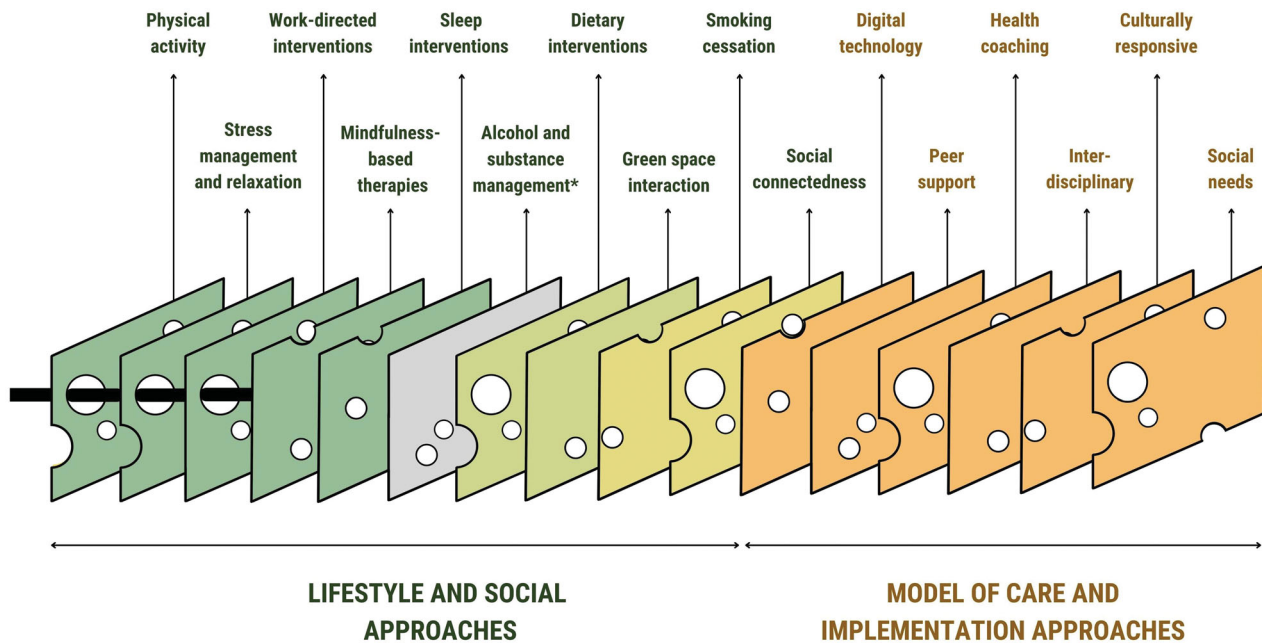 Physical
activity
Work-directed
interventions
Sleep
interventions
Dietary
interventions
Smoking
cessation
Digital
technology
Health
coaching
Culturally
responsive
Stress
management
and relaxation
Mindfulness-
based
therapies
Alcohol and
substance
management*
Green space
interaction
Social
connectedness
Peer
support
Inter-
disciplinary
Social
needs
LIFESTYLE AND SOCIAL
APPROACHES
MODEL OF CARE AND
IMPLEMENTATION APPROACHES